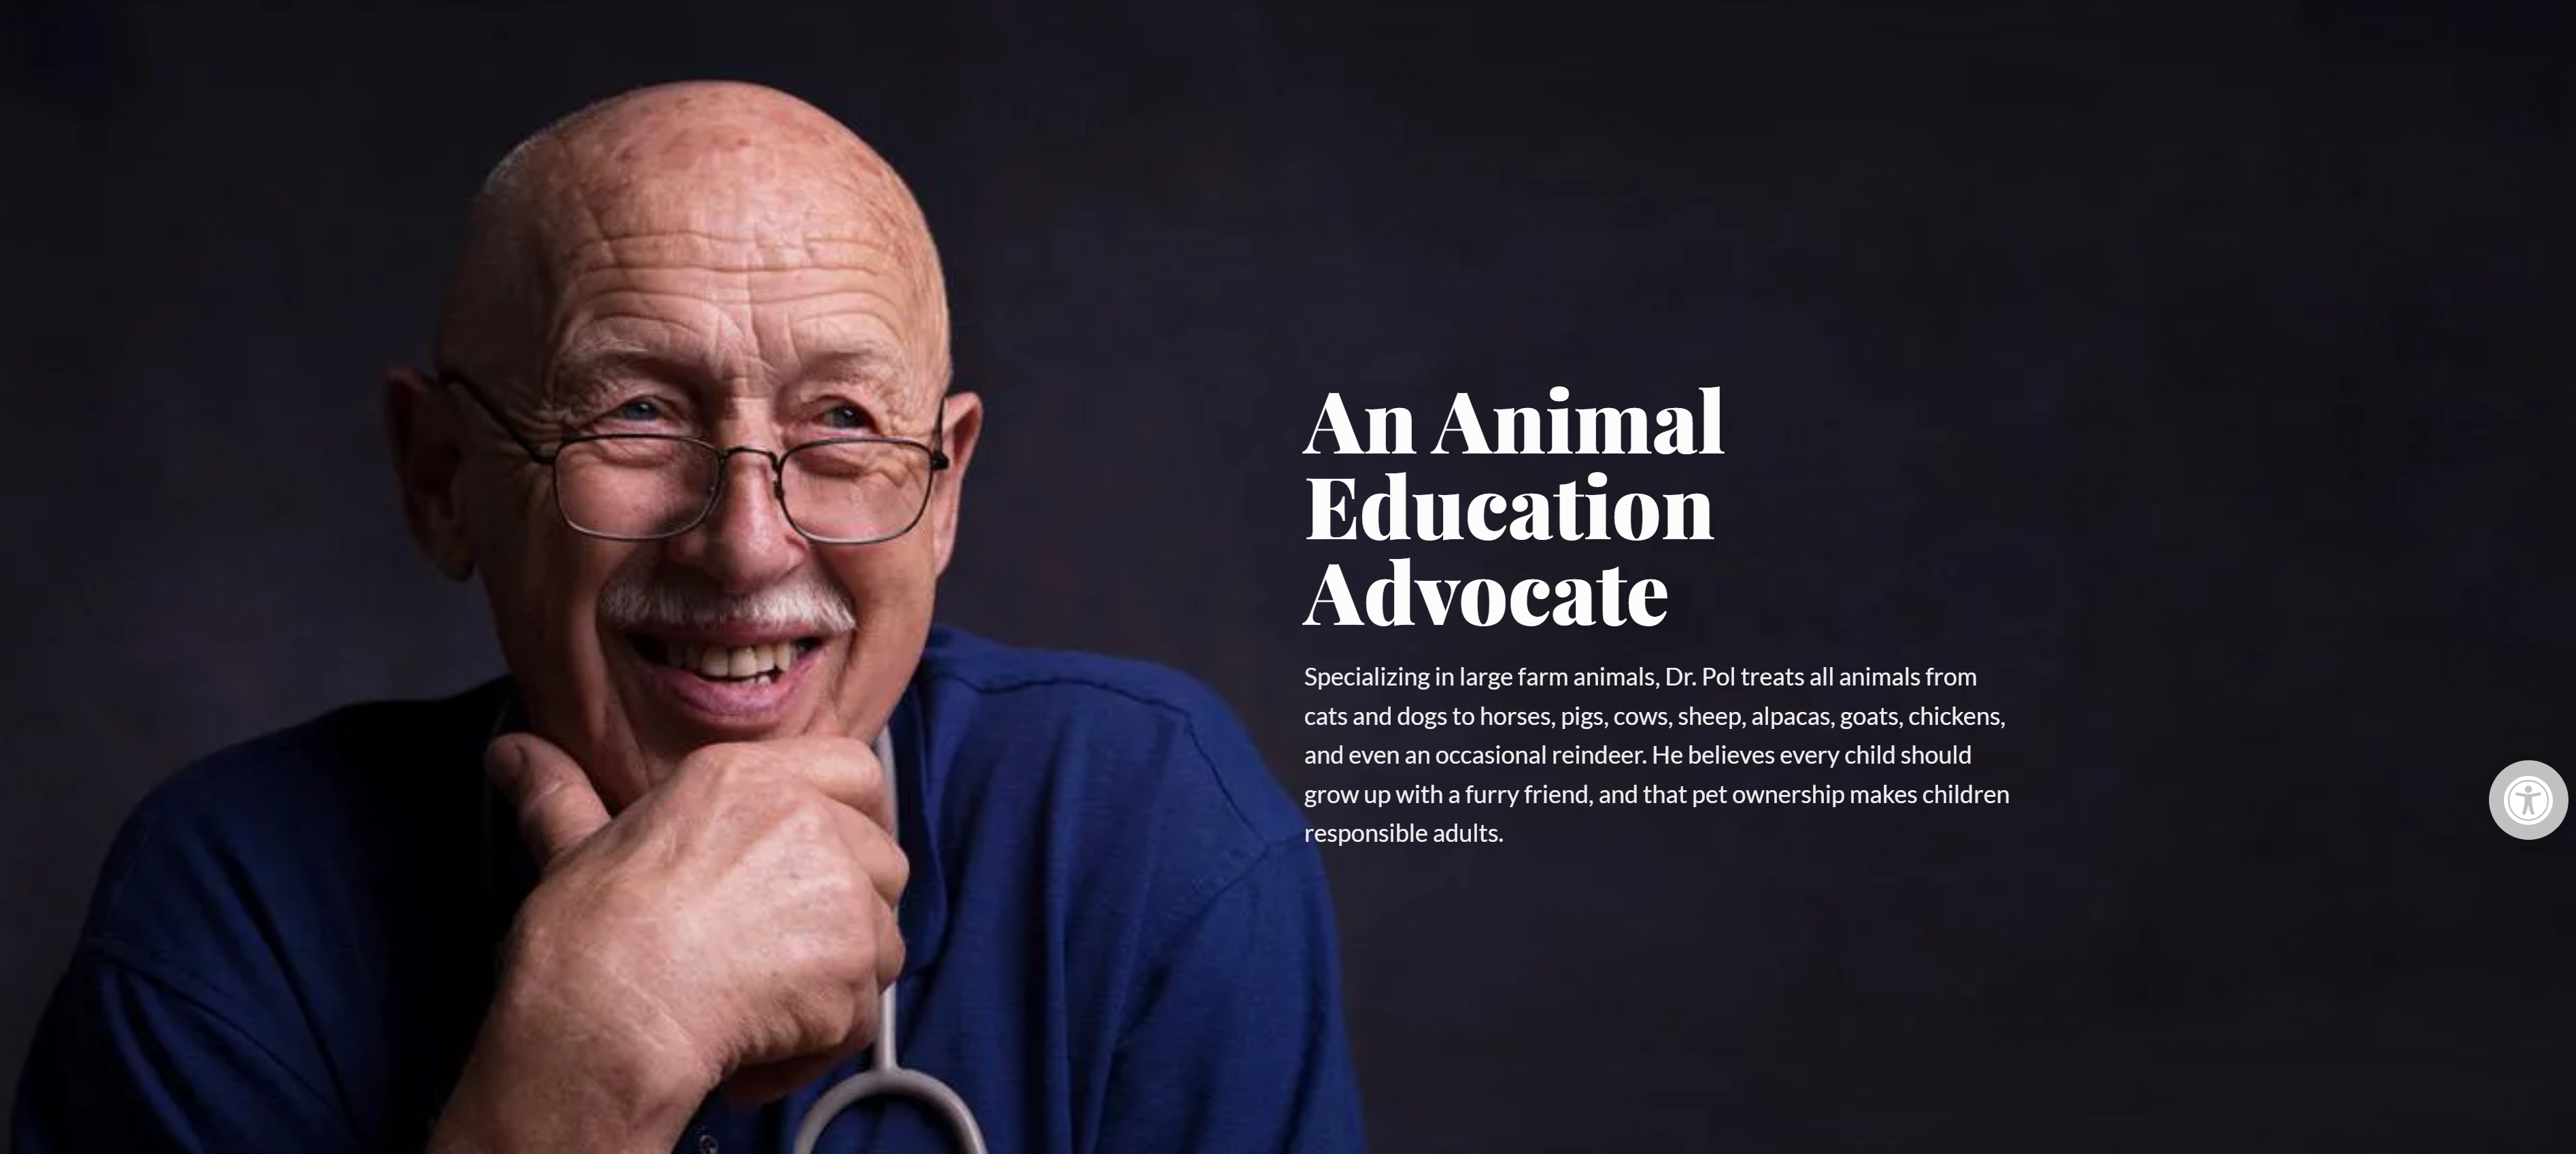 An Animal
Education
Advocate
Specializing in large farm animals, Dr. Pol treats all animals from
cats and dogs to horses, pigs, cows, sheep, alpacas, goats, chickens,
and even an occasional reindeer. He believes every child should
grow up with a furry friend, and that pet ownership makes children
responsible adults.